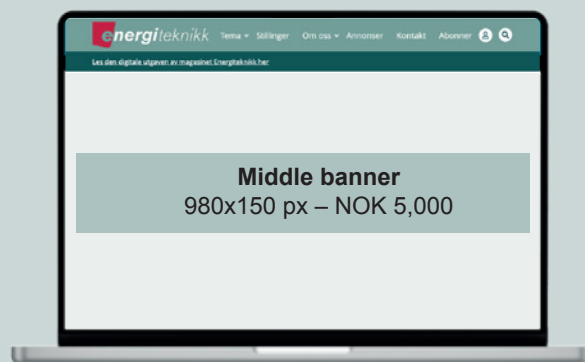 energiteknikk Tema Stillinger Om oss Annonser Kontakt Abonner
Les den digitale utgaven av magasinet Energiteknikk her
Middle banner
980x150 px – NOK 5,000